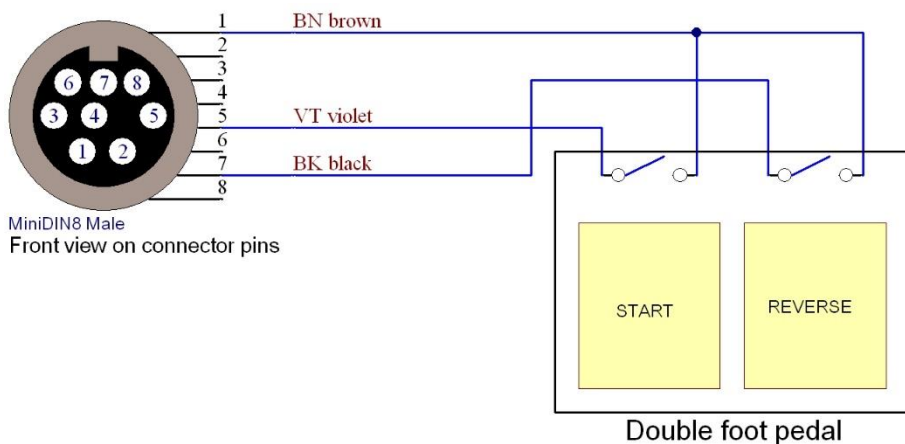 1 BN brown
2
3
4
5 VT violet
6
7 BK black
8
6 7 8
3 4 5
1 2
MiniDIN8 Male
Front view on connector pins
START REVERSE
Double foot pedal